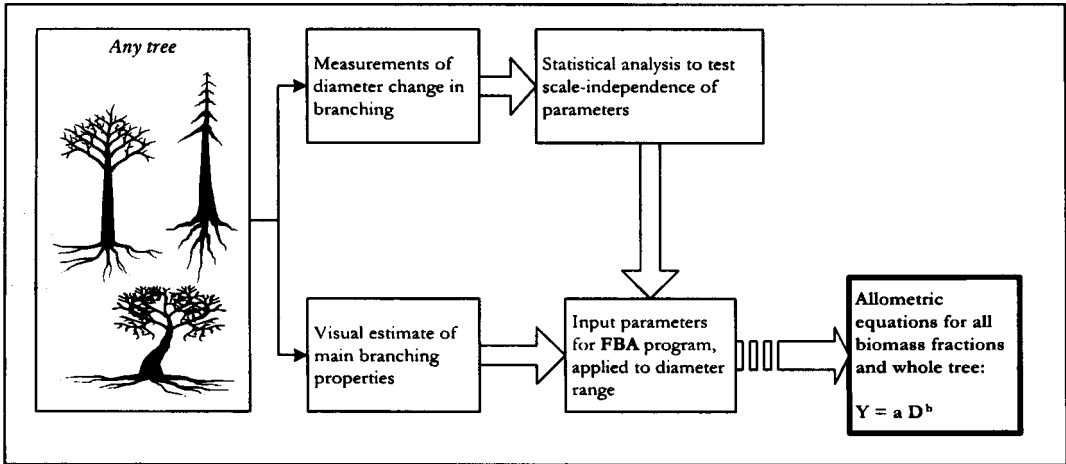 Any tree
Measurements of
diameter change in
branching
Statistical analysis to test
scale-independence of
parameters
Visual estimate of
main branching
properties
Input parameters
for FBA program,
applied to diameter
range
Allometric
equations for all
biomass fractions
and whole tree:
Y = a D^b